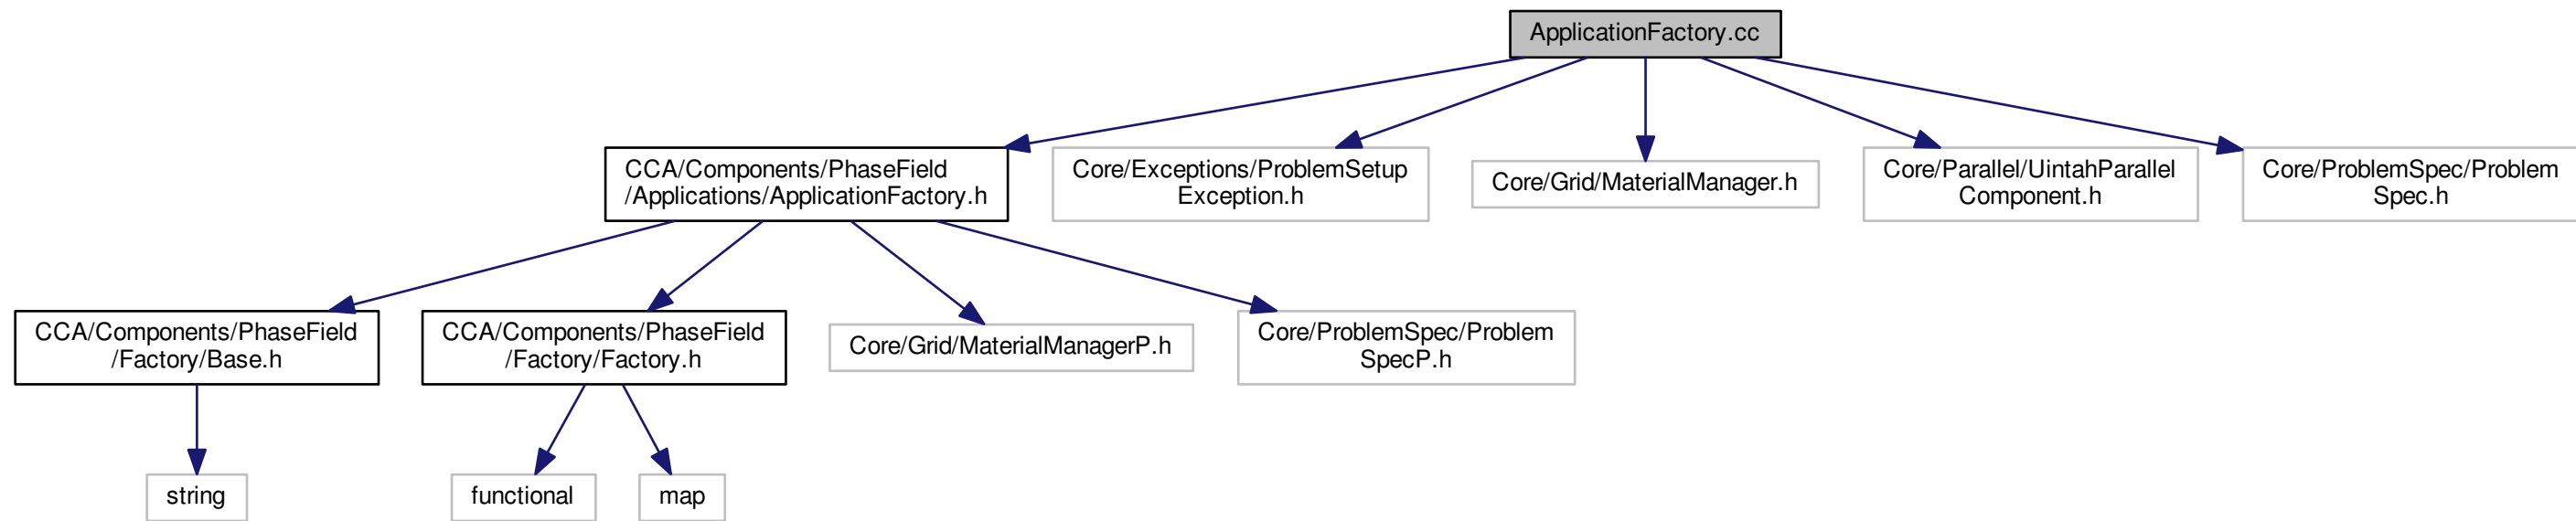 ApplicationFactory.cc
CCA/Components/PhaseField
/Applications/ApplicationFactory.h
Core/Exceptions/ProblemSetup
Exception.h
Core/Grid/MaterialManager.h
Core/Parallel/UintahParallel
Component.h
Core/ProblemSpec/Problem
Spec.h
CCA/Components/PhaseField
/Factory/Base.h
CCA/Components/PhaseField
/Factory/Factory.h
Core/Grid/MaterialManagerP.h
Core/ProblemSpec/Problem
SpecP.h
string
functional
map